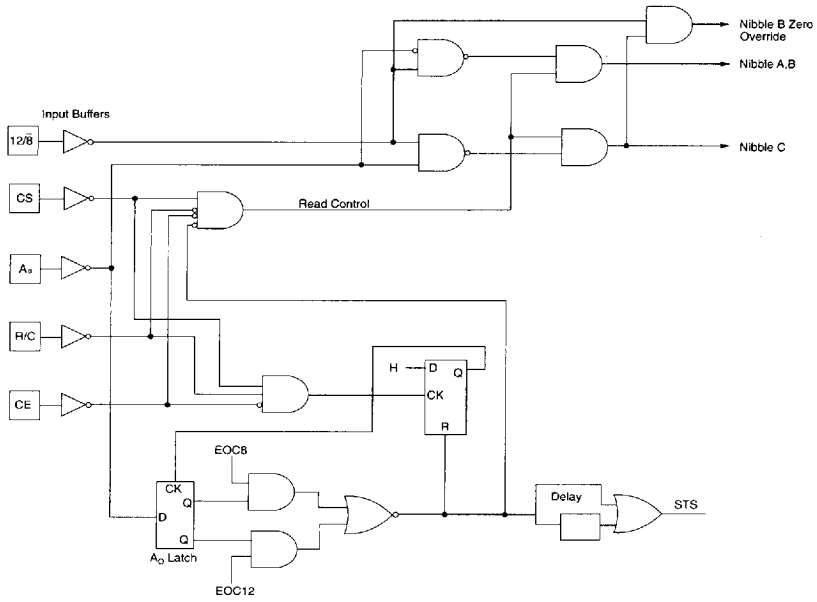 Nibble B Zero
Override
Nibble A,B
Input Buffers
12/8̅
Nibble C
CS
Read Control
A₀
R/C
H
D
Q
CK
CE
R
EOC8
CK
Q
D
Q
Delay
STS
A₀ Latch
EOC12